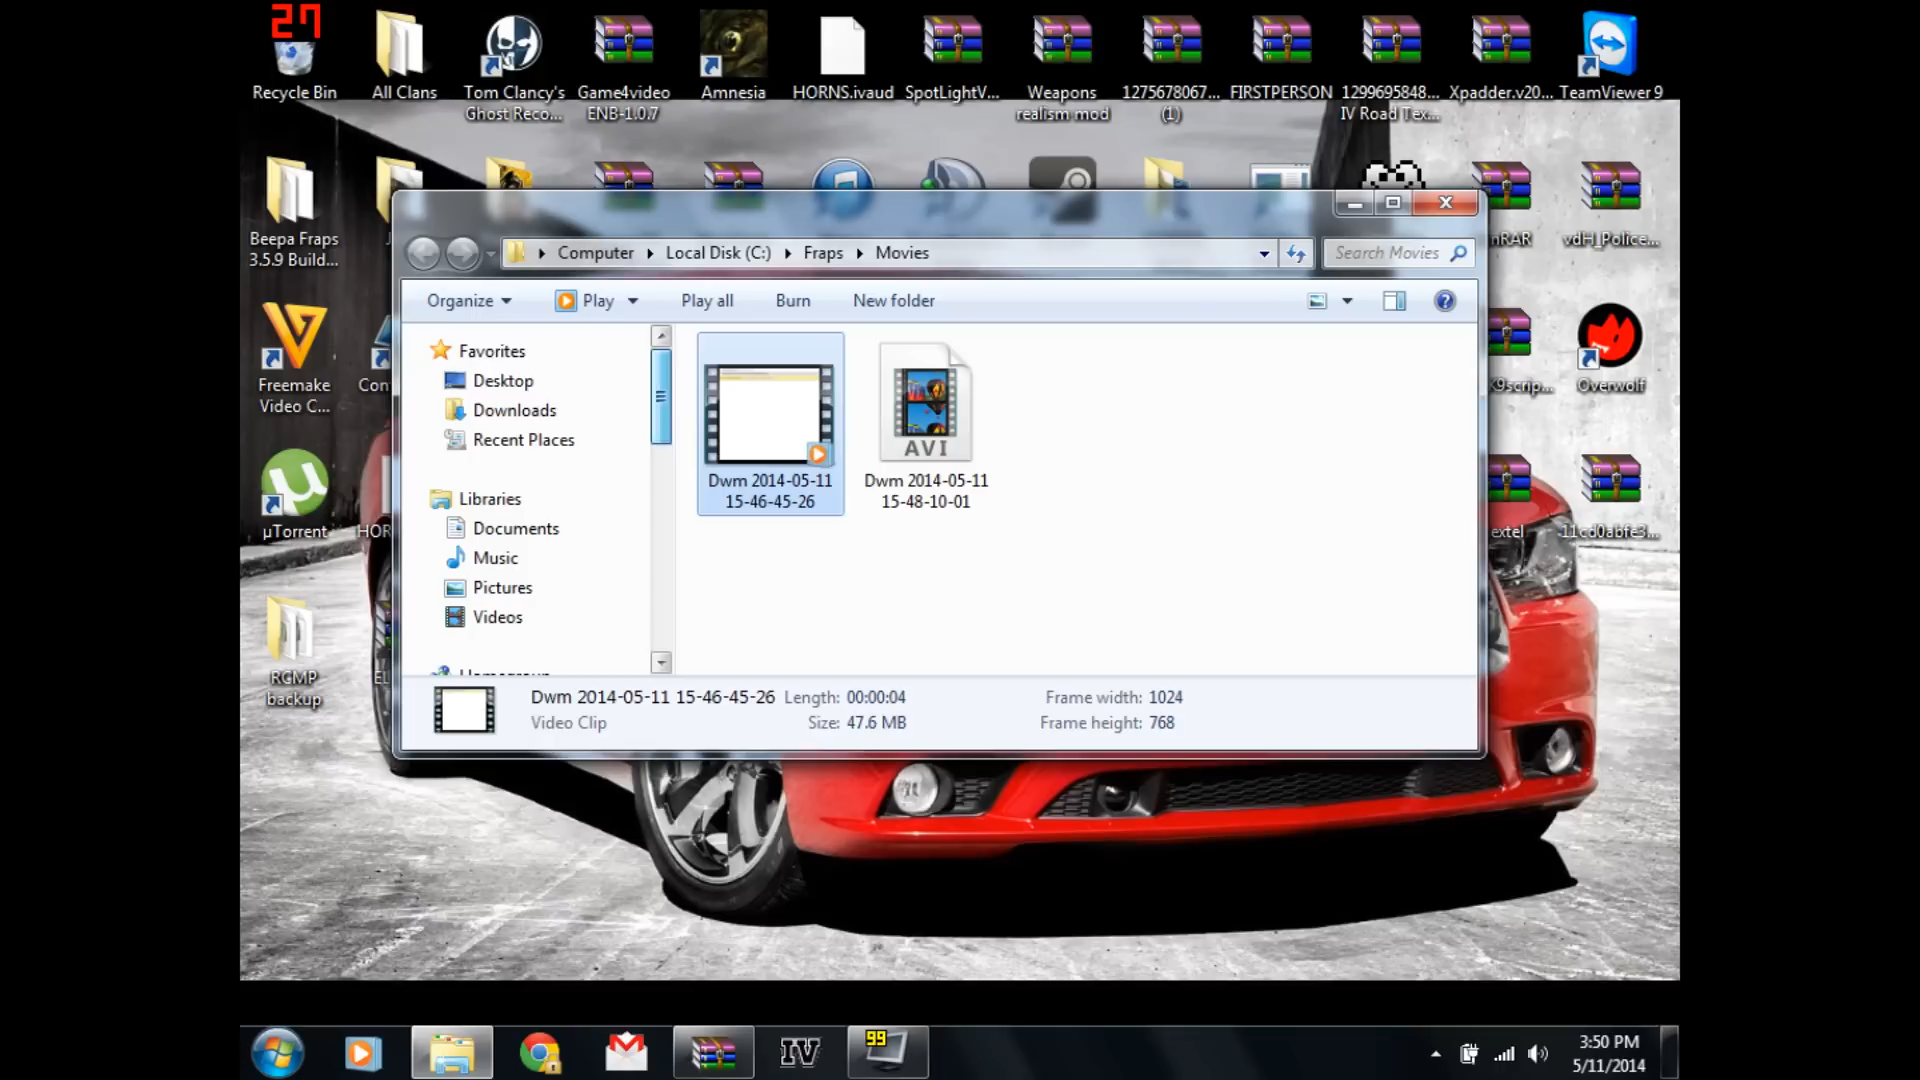 27
Recycle Bin
All Clans
Tom Clancy's
Ghost Reco...
Game4video
ENB-1.0.7
Amnesia
HORNS.ivaud
SpotLightV...
Weapons
realism mod
1275678067...
(1)
FIRSTPERSON
1299695848...
IV Road Tex...
Xpadder.v20...
TeamViewer 9
Beepa Fraps
3.5.9 Build...
nRAR
vdH_Police...
Computer
Local Disk (C:)
Fraps
Movies
Search Movies
Organize
Play
Play all
Burn
New folder
Freemake
Video C...
Con
K9scrip...
Overwolf
Favorites
Desktop
Downloads
Recent Places
Libraries
Documents
Music
Pictures
Videos
Homegroup
AVI
Dwm 2014-05-11
15-46-45-26
Dwm 2014-05-11
15-48-10-01
µTorrent
HOR
extel
11cd0abfe3...
RCMP
backup
EL
Dwm 2014-05-11 15-46-45-26
Video Clip
Length: 00:00:04
Size: 47.6 MB
Frame width: 1024
Frame height: 768
IV
99
3:50 PM
5/11/2014